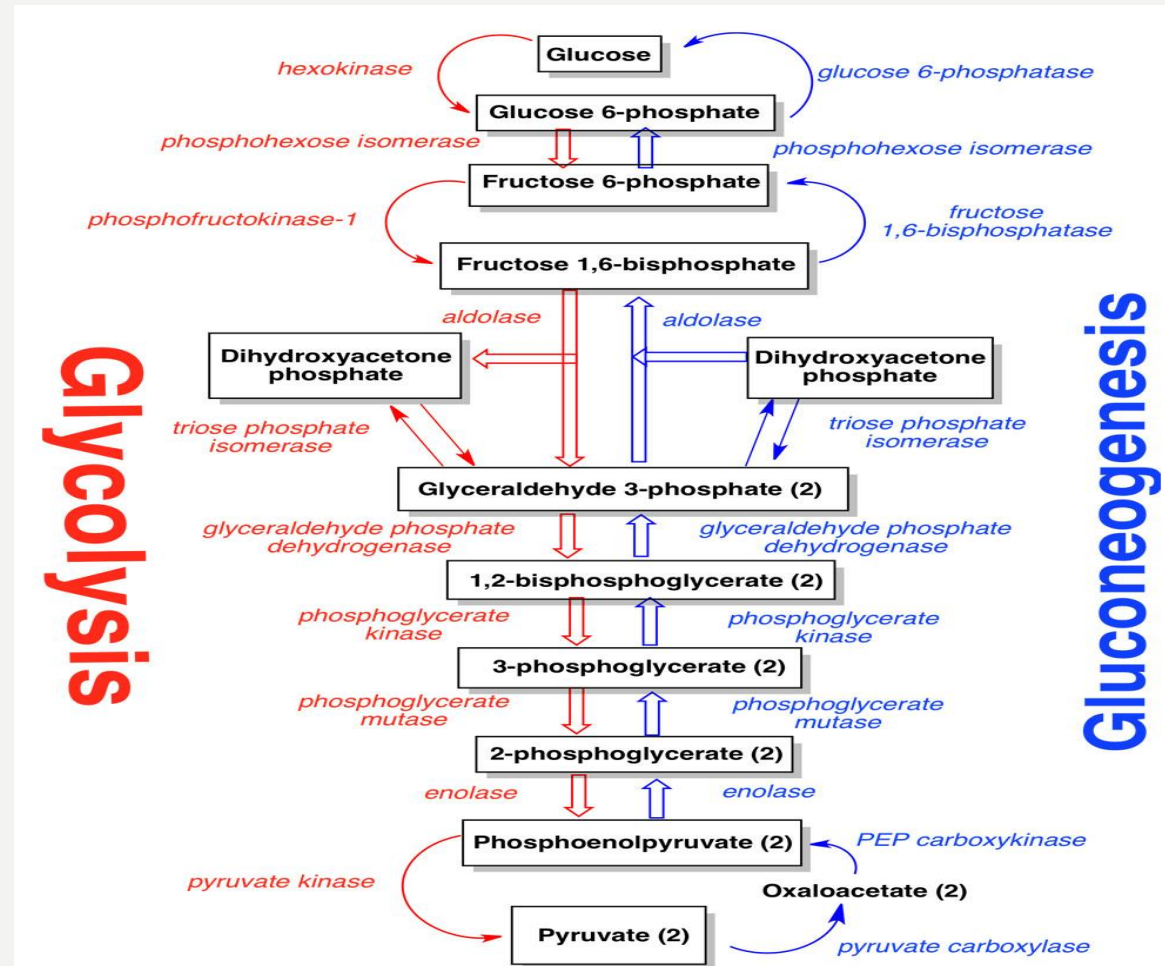 Glucose
hexokinase
glucose 6-phosphatase
Glucose 6-phosphate
phosphohexose isomerase
phosphohexose isomerase
Fructose 6-phosphate
phosphofructokinase-1
fructose
1,6-bisphosphatase
Fructose 1,6-bisphosphate
aldolase
aldolase
Dihydroxyacetone
phosphate
Dihydroxyacetone
phosphate
triose phosphate
isomerase
triose phosphate
isomerase
Glycolysis
Gluconeogenesis
Glyceraldehyde 3-phosphate (2)
glyceraldehyde phosphate
dehydrogenase
glyceraldehyde phosphate
dehydrogenase
1,2-bisphosphoglycerate (2)
phosphoglycerate
kinase
phosphoglycerate
kinase
3-phosphoglycerate (2)
phosphoglycerate
mutase
phosphoglycerate
mutase
2-phosphoglycerate (2)
enolase
enolase
Phosphoenolpyruvate (2)
PEP carboxykinase
pyruvate kinase
Oxaloacetate (2)
Pyruvate (2)
pyruvate carboxylase